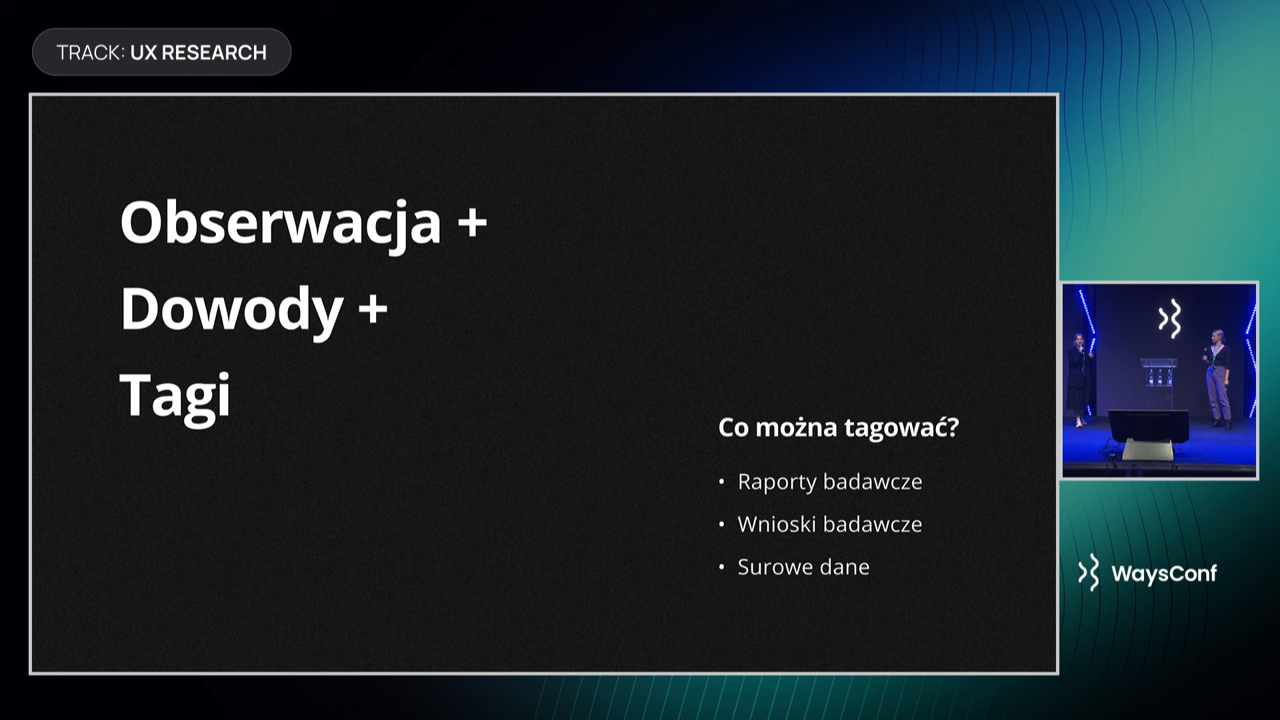 TRACK: UX RESEARCH
Obserwacja +
Dowody +
Tagi
Co można tagować?
• Raporty badawcze
• Wnioski badawcze
• Surowe dane
WaysConf